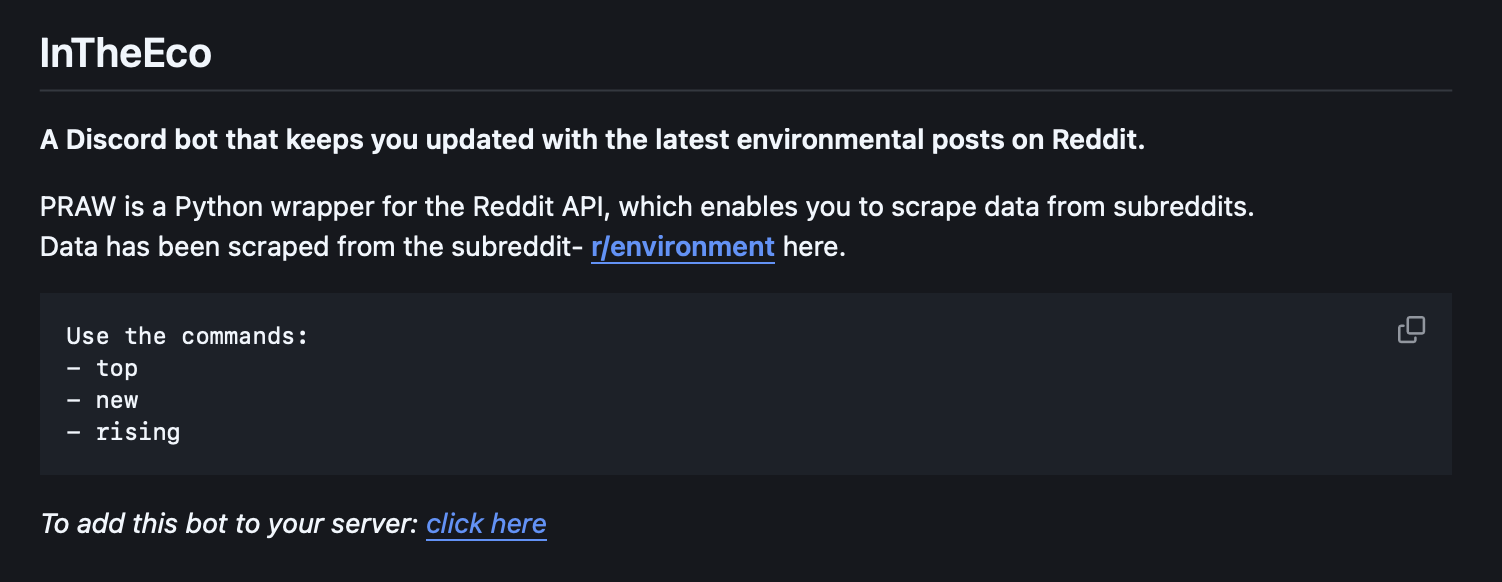 InTheEco
A Discord bot that keeps you updated with the latest environmental posts on Reddit.
PRAW is a Python wrapper for the Reddit API, which enables you to scrape data from subreddits.
Data has been scraped from the subreddit- r/environment here.
Use the commands:
- top
- new
- rising
To add this bot to your server: click here